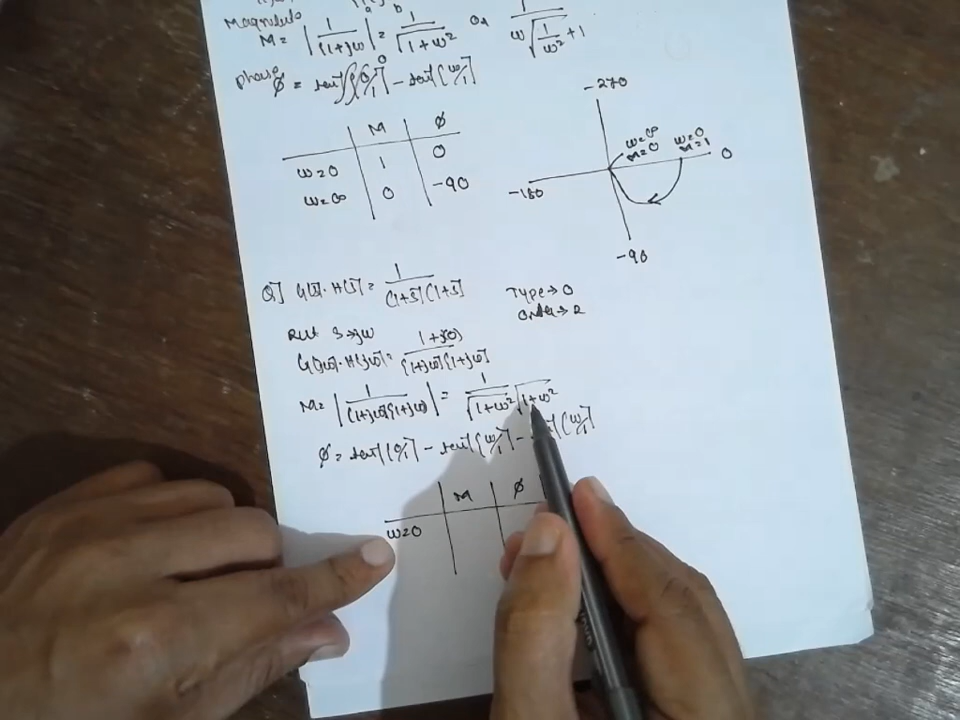 Magnitude
M = | 1/(1+jω) | = 1/√(1+ω²) or 1/(ω√(1/ω² + 1))
phase
φ = tan⁻¹[0/1] - tan⁻¹[ω/1]
0
M φ
ω=0 1 0
ω=∞ 0 -90
-270
ω=∞ M=0
ω=0 M=1
0
-180
-90
Q] G(s).H(s) = 1/((1+s)(1+s))
Type → 0
Order → 2
Put s → jω
G(jω).H(jω) = (1+j0)/((1+jω)(1+jω))
M = | 1/((1+jω)(1+jω)) | = 1/(√(1+ω²) √(1+ω²))
φ = tan⁻¹[0/1] - tan⁻¹[ω/1] - [ω/1]
M φ
ω=0